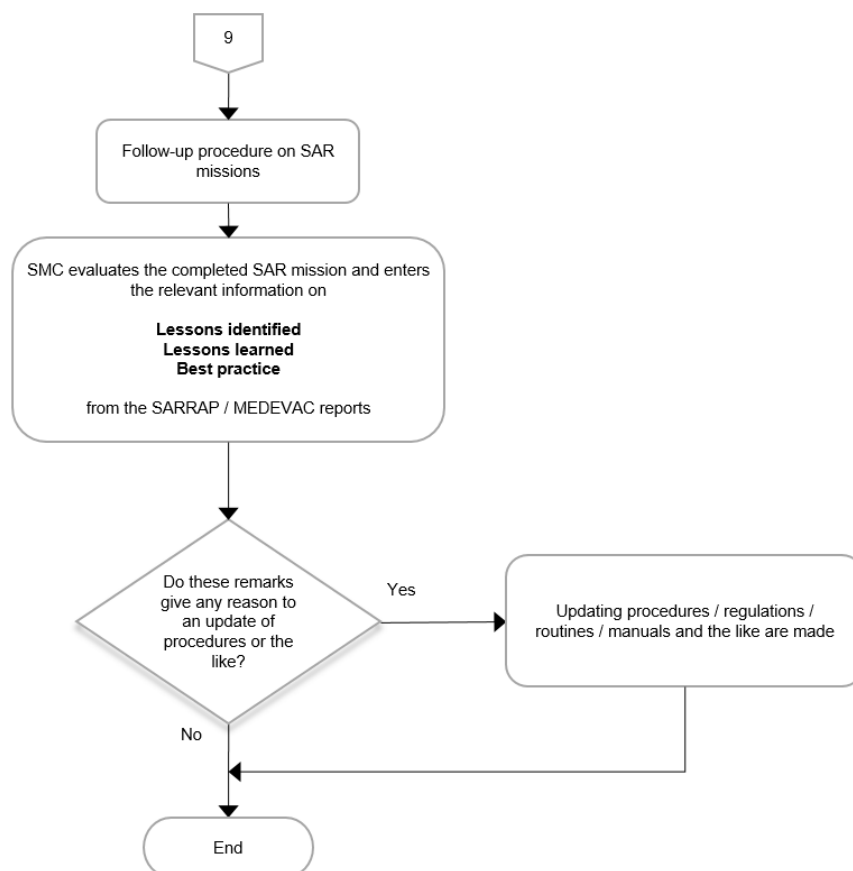 9
Follow-up procedure on SAR
missions
SMC evaluates the completed SAR mission and enters
the relevant information on
Lessons identified
Lessons learned
Best practice
from the SARRAP / MEDEVAC reports
Do these remarks
give any reason to
an update of
procedures or the
like?
Yes
Updating procedures / regulations /
routines / manuals and the like are made
No
End